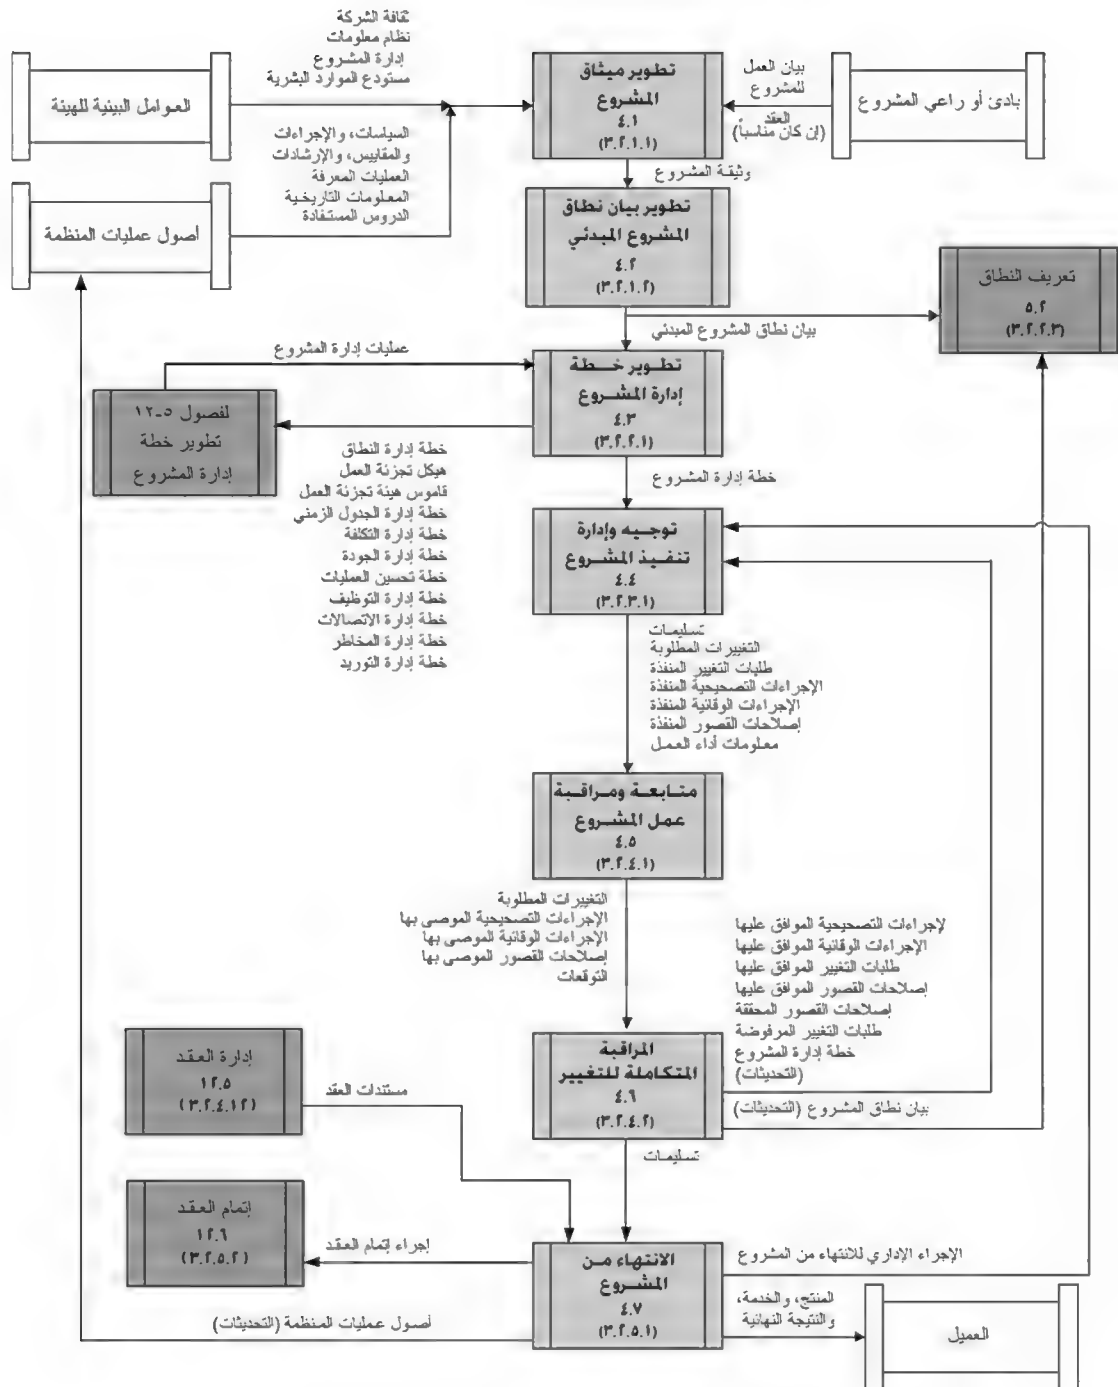 ثقافة الشركة
نظام معلومات
إدارة المشروع
مستودع الموارد البشرية
العوامل البيئية للهيئة
تطوير ميثاق
المشروع
٤.١
(٣.٢.١.١)
بيان العمل
للمشروع
العقد
(إن كان مناسباً)
بادئ أو راعي المشروع
السياسات، والإجراءات
والمقاييس، والإرشادات
العمليات المعرفة
المعلومات التاريخية
الدروس المستفادة
أصول عمليات المنظمة
وثيقة المشروع
تطوير بيان نطاق
المشروع المبدئي
٤.٢
(٣.٢.١.٢)
تعريف النطاق
٥.٢
(٣.٢.٢.٣)
بيان نطاق المشروع المبدئي
عمليات إدارة المشروع
تطوير خطة
إدارة المشروع
٤.٣
(٣.٢.٢.١)
لفصول ٥-١٢
تطوير خطة
إدارة المشروع
خطة إدارة النطاق
هيكل تجزئة العمل
قاموس هيئة تجزئة العمل
خطة إدارة الجدول الزمني
خطة إدارة التكلفة
خطة إدارة الجودة
خطة تحسين العمليات
خطة إدارة التوظيف
خطة إدارة الاتصالات
خطة إدارة المخاطر
خطة إدارة التوريد
خطة إدارة المشروع
توجيه وإدارة
تنفيذ المشروع
٤.٤
(٣.٢.٣.١)
تسليمات
التغييرات المطلوبة
طلبات التغيير المنفذة
الإجراءات التصحيحية المنفذة
الإجراءات الوقائية المنفذة
إصلاحات القصور المنفذة
معلومات أداء العمل
متابعة ومراقبة
عمل المشروع
٤.٥
(٣.٢.٤.١)
التغييرات المطلوبة
الإجراءات التصحيحية الموصى بها
الإجراءات الوقائية الموصى بها
إصلاحات القصور الموصى بها
التوقعات
لإجراءات التصحيحية الموافق عليها
الإجراءات الوقائية الموافق عليها
طلبات التغيير الموافق عليها
إصلاحات القصور الموافق عليها
إصلاحات القصور المحققة
طلبات التغيير المرفوضة
خطة إدارة المشروع
(التحديثات)
المراقبة
المتكاملة للتغيير
٤.٦
(٣.٢.٤.٢)
بيان نطاق المشروع (التحديثات)
إدارة العقد
١٢.٥
(٣.٢.٤.١٢)
مستندات العقد
تسليمات
إتمام العقد
١٢.٦
(٣.٢.٥.٢)
إجراء إتمام العقد
الانتهاء من
المشروع
٤.٧
(٣.٢.٥.١)
الإجراء الإداري للانتهاء من المشروع
المنتج، والخدمة،
والنتيجة النهائية
العميل
أصول عمليات المنظمة (التحديثات)